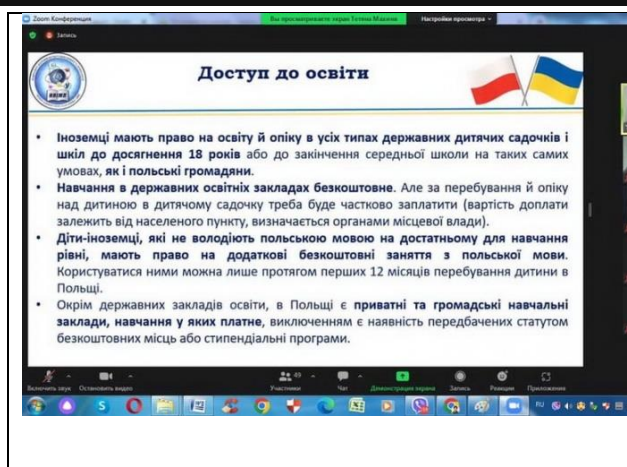 Zoom Конференция
Вы просматриваете экран Тетяна Мазена
Настройки просмотра
Запись
Доступ до освіти
• Іноземці мають право на освіту й опіку в усіх типах державних дитячих садочків і
шкіл до досягнення 18 років або до закінчення середньої школи на таких самих
умовах, як і польські громадяни.
• Навчання в державних освітніх закладах безкоштовне. Але за перебування й опіку
над дитиною в дитячому садочку треба буде частково заплатити (вартість доплати
залежить від населеного пункту, визначається органами місцевої влади).
• Діти-іноземці, які не володіють польською мовою на достатньому для навчання
рівні, мають право на додаткові безкоштовні заняття з польської мови.
Користуватися ними можна лише протягом перших 12 місяців перебування дитини в
Польщі.
• Окрім державних закладів освіти, в Польщі є приватні та громадські навчальні
заклади, навчання у яких платне, виключенням є наявність передбачених статутом
безкоштовних місць або стипендіальні програми.
49
Включить звук Остановить видео Участники Чат Демонстрация экрана Запись Реакции Приложения
RU